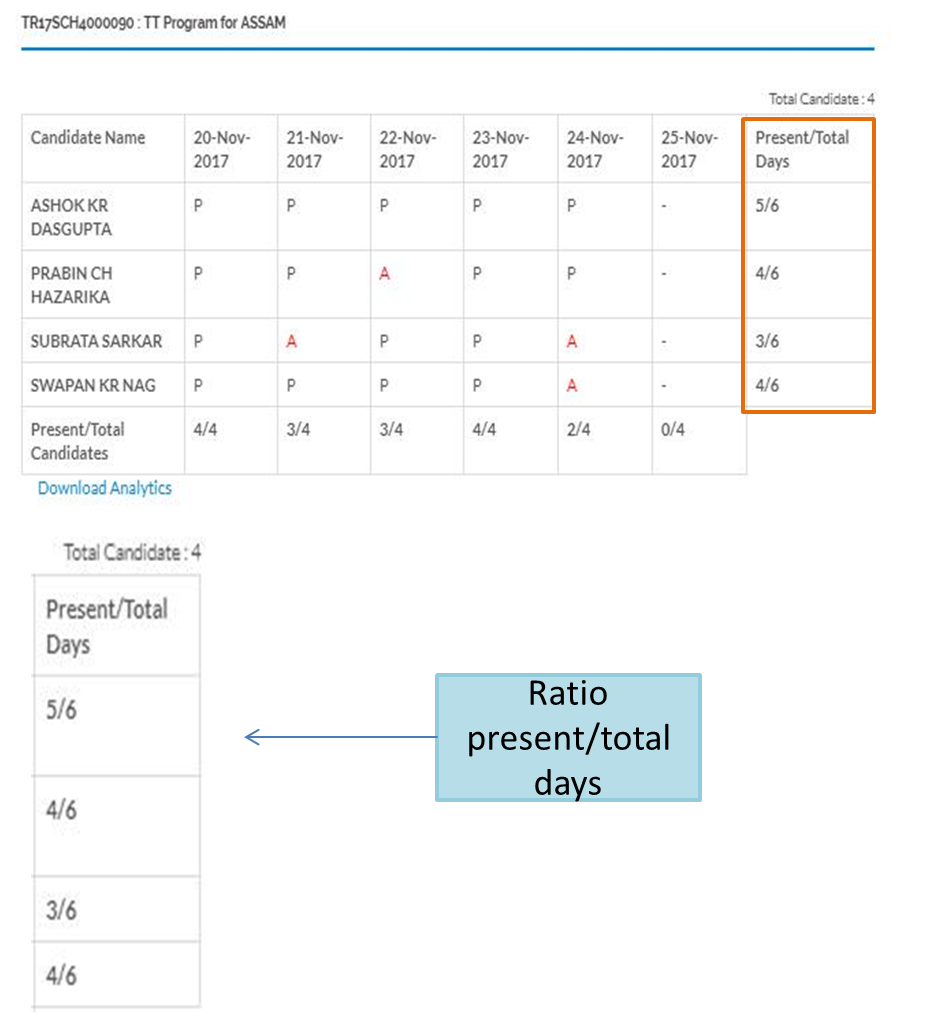 TR17SCH4000090 : TT Program for ASSAM
Total Candidate : 4
Candidate Name 20-Nov-2017 21-Nov-2017 22-Nov-2017 23-Nov-2017 24-Nov-2017 25-Nov-2017 Present/Total Days
ASHOK KR DASGUPTA P P P P P - 5/6
PRABIN CH HAZARIKA P P A P P - 4/6
SUBRATA SARKAR P A P P A - 3/6
SWAPAN KR NAG P P P P A - 4/6
Present/Total Candidates 4/4 3/4 3/4 4/4 2/4 0/4
Download Analytics
Total Candidate : 4
Present/Total
Days
5/6
4/6
3/6
4/6
Ratio
present/total
days